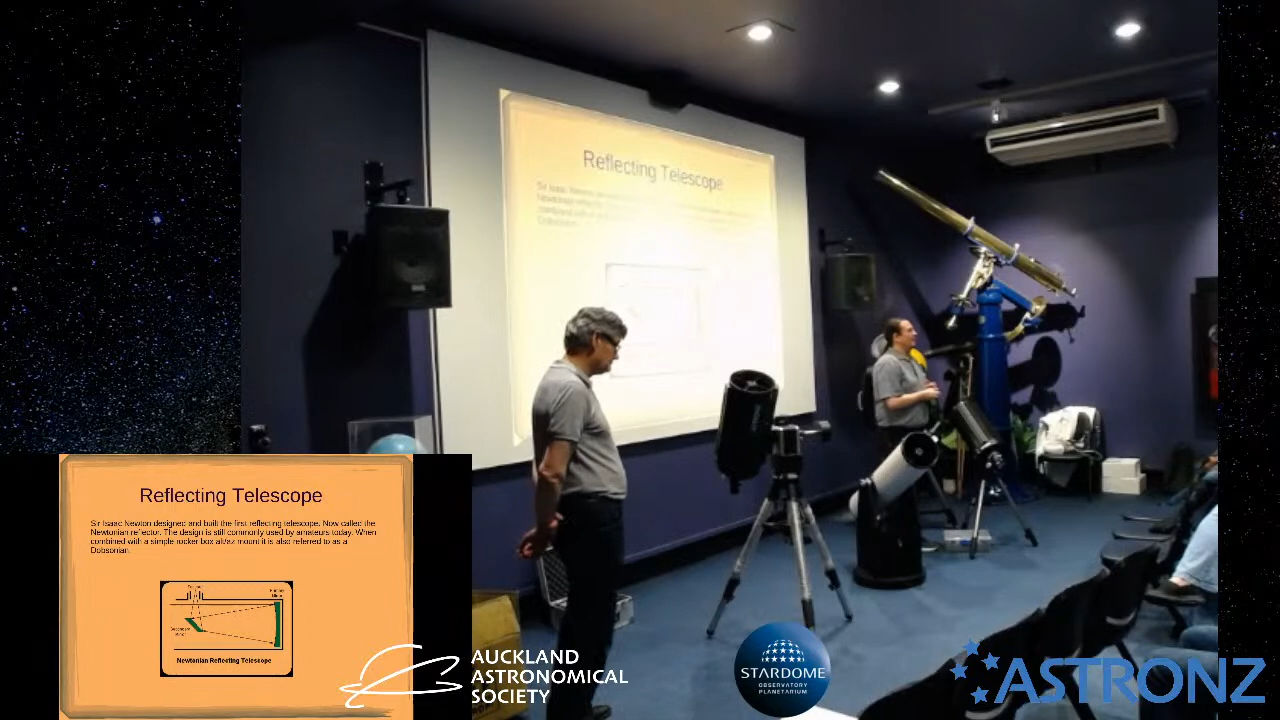 Reflecting Telescope
Reflecting Telescope
Sir Isaac Newton designed and built the first reflecting telescope. Now called the
Newtonian reflector. The design is still commonly used by amateurs today. When
combined with a simple rocker box alt/az mount it is also referred to as a
Dobsonian.
Secondary
Mirror
Newtonian Reflecting Telescope
AUCKLAND
ASTRONOMICAL
SOCIETY
STARDOME
OBSERVATORY
PLANETARIUM
ASTRONZ